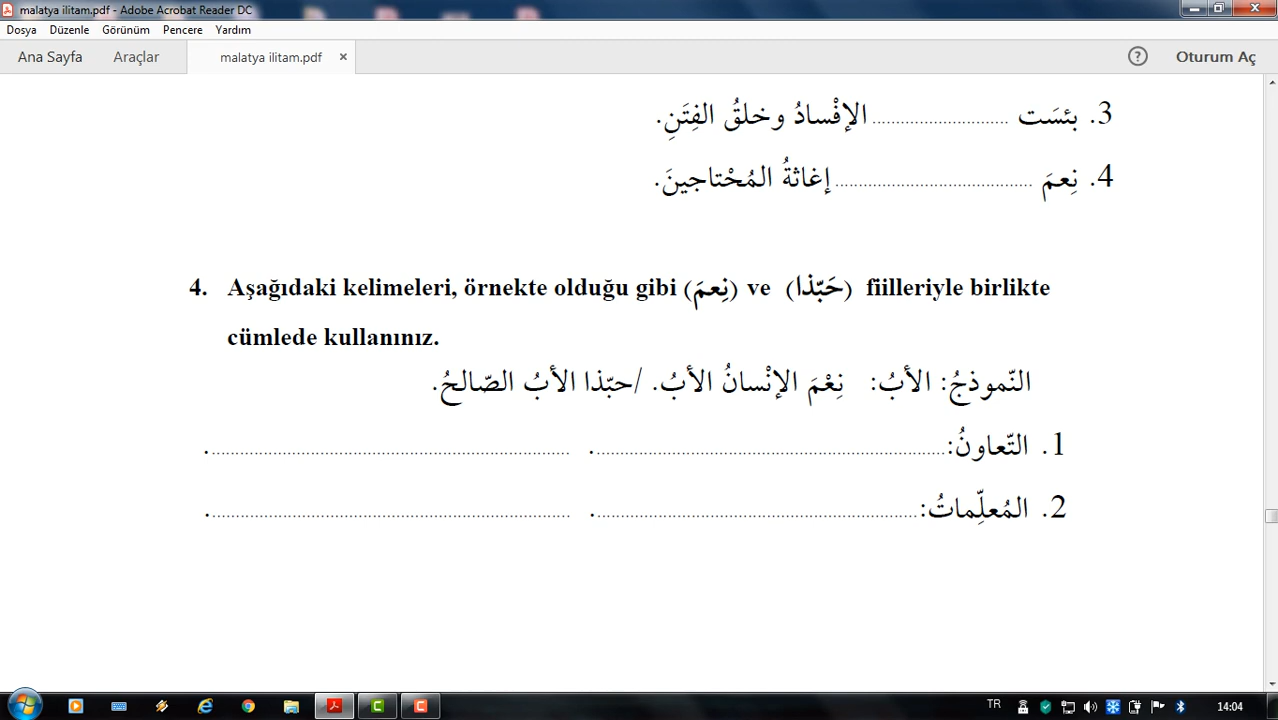 malatya ilitam.pdf - Adobe Acrobat Reader DC
Dosya Düzenle Görünüm Pencere Yardım
Ana Sayfa Araçlar malatya ilitam.pdf × ? Oturum Aç
3. بئسَت ............................. الإفْسادُ وخلقُ الفِتَنِ.
4. نِعمَ .......................................... إغاثةُ المُحْتاجينَ.
4. Aşağıdaki kelimeleri, örnekte olduğu gibi (نِعمَ) ve (حَبّذا) fiilleriyle birlikte
cümlede kullanınız.
النّموذجُ: الأبُ: نِعْمَ الإنْسانُ الأبُ. /حبّذا الأبُ الصّالحُ.
1. التّعاونُ:........................................................................... . ........................................................................... .
2. المُعلِّماتُ:..................................................................... . ........................................................................... .
TR 14:04